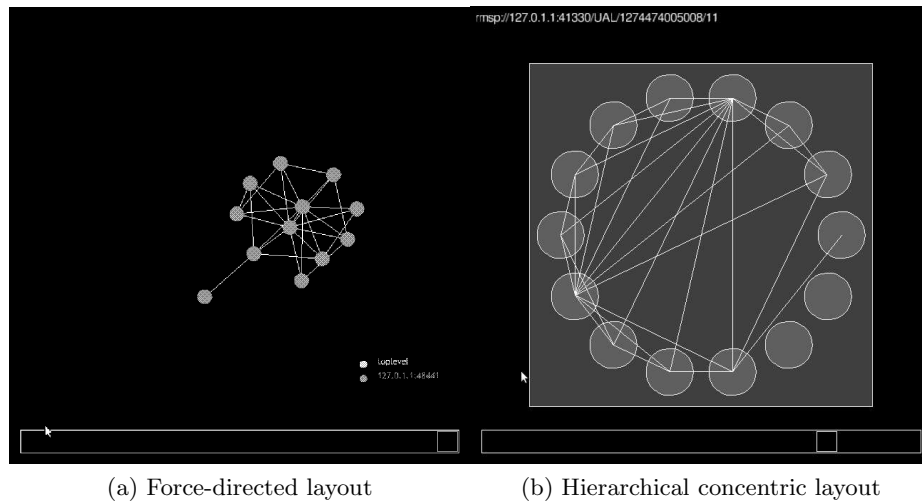 rmsp://127.0.1.1:41330/UAL/1274474005008/11
toplevel
127.0.1.1:48441
(a) Force-directed layout
(b) Hierarchical concentric layout